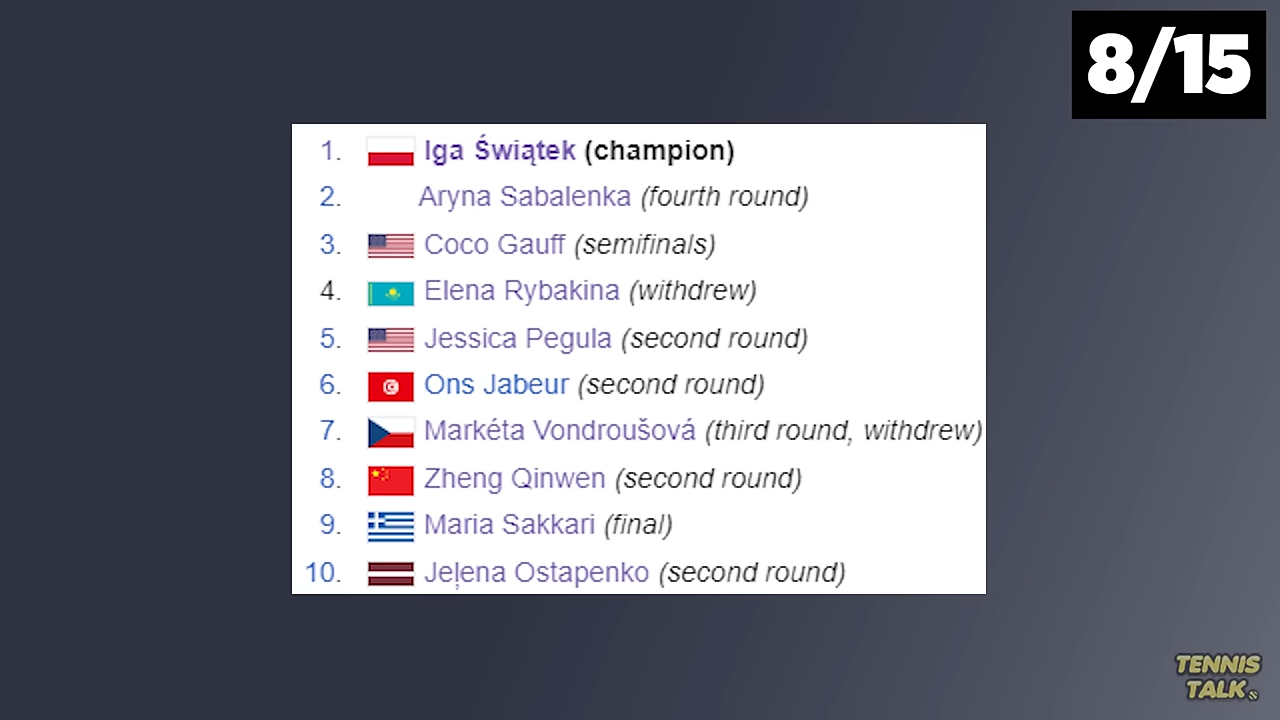 8/15
1. Iga Świątek (champion)
2. Aryna Sabalenka (fourth round)
3. Coco Gauff (semifinals)
4. Elena Rybakina (withdrew)
5. Jessica Pegula (second round)
6. Ons Jabeur (second round)
7. Markéta Vondroušová (third round, withdrew)
8. Zheng Qinwen (second round)
9. Maria Sakkari (final)
10. Jeļena Ostapenko (second round)
TENNIS
TALK